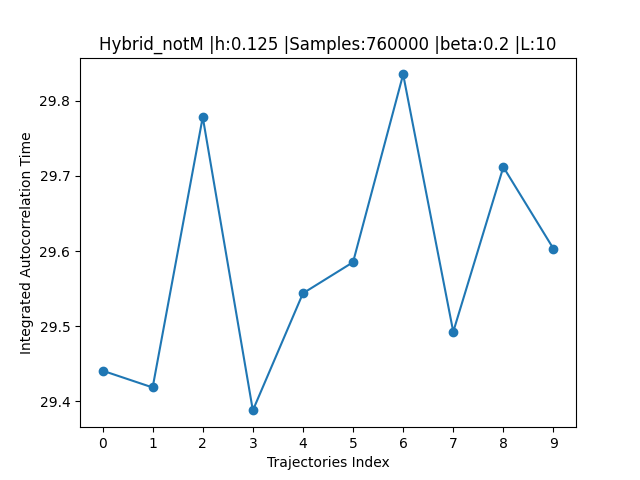 Hybrid_notM |h:0.125 |Samples:760000 |beta:0.2 |L:10
Integrated Autocorrelation Time
29.8
29.7
29.6
29.5
29.4
0 1 2 3 4 5 6 7 8 9
Trajectories Index